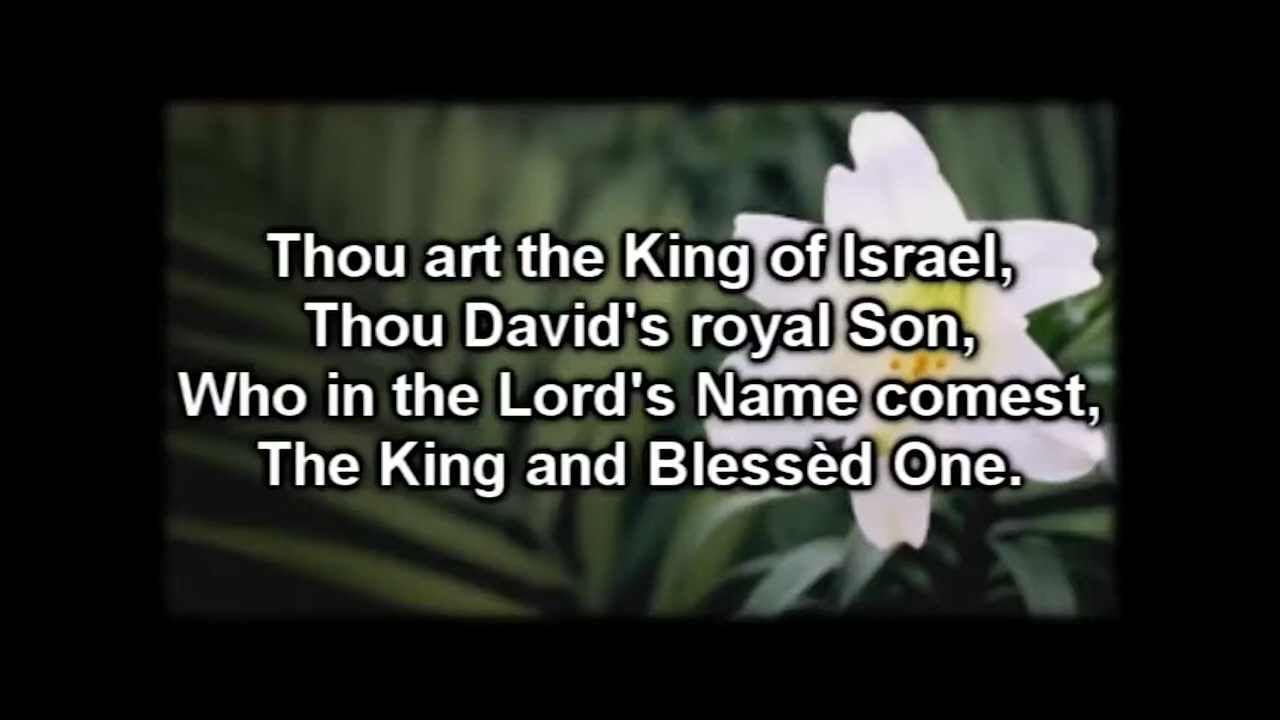 Thou art the King of Israel,
Thou David's royal Son,
Who in the Lord's Name comest,
The King and Blessèd One.